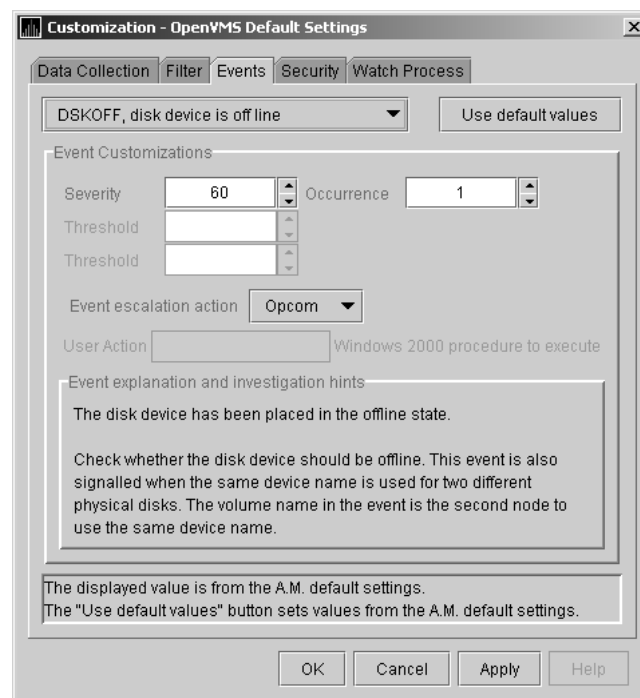 Customization - OpenVMS Default Settings
Data Collection Filter Events Security Watch Process
DSKOFF, disk device is off line Use default values
Event Customizations
Severity 60 Occurrence 1
Threshold
Threshold
Event escalation action Opcom
User Action Windows 2000 procedure to execute
Event explanation and investigation hints
The disk device has been placed in the offline state.
Check whether the disk device should be offline. This event is also
signalled when the same device name is used for two different
physical disks. The volume name in the event is the second node to
use the same device name.
The displayed value is from the A.M. default settings.
The "Use default values" button sets values from the A.M. default settings.
OK Cancel Apply Help